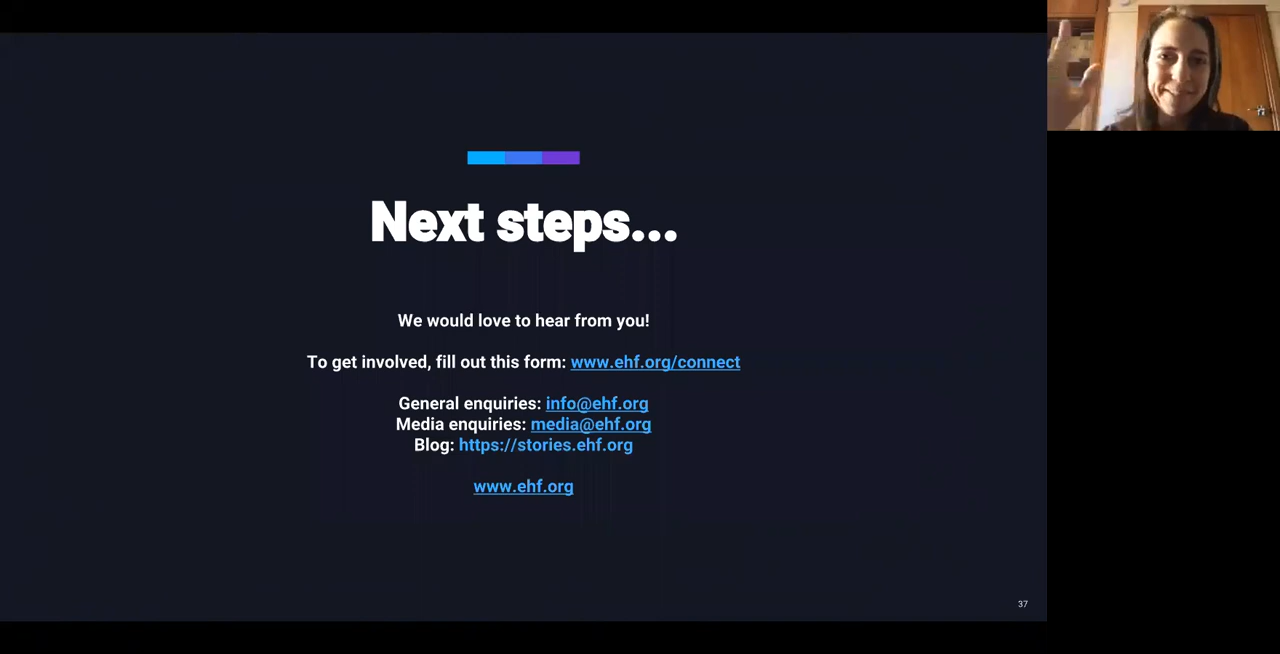 Next steps...
We would love to hear from you!
To get involved, fill out this form: www.ehf.org/connect
General enquiries: info@ehf.org
Media enquiries: media@ehf.org
Blog: https://stories.ehf.org
www.ehf.org
37